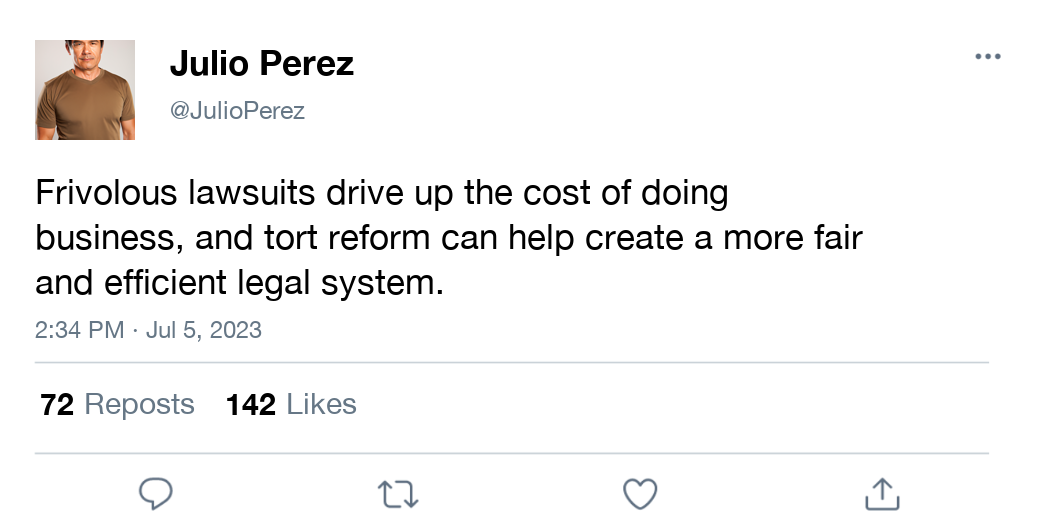 Julio Perez
@JulioPerez
Frivolous lawsuits drive up the cost of doing
business, and tort reform can help create a more fair
and efficient legal system.
2:34 PM · Jul 5, 2023
72 Reposts 142 Likes